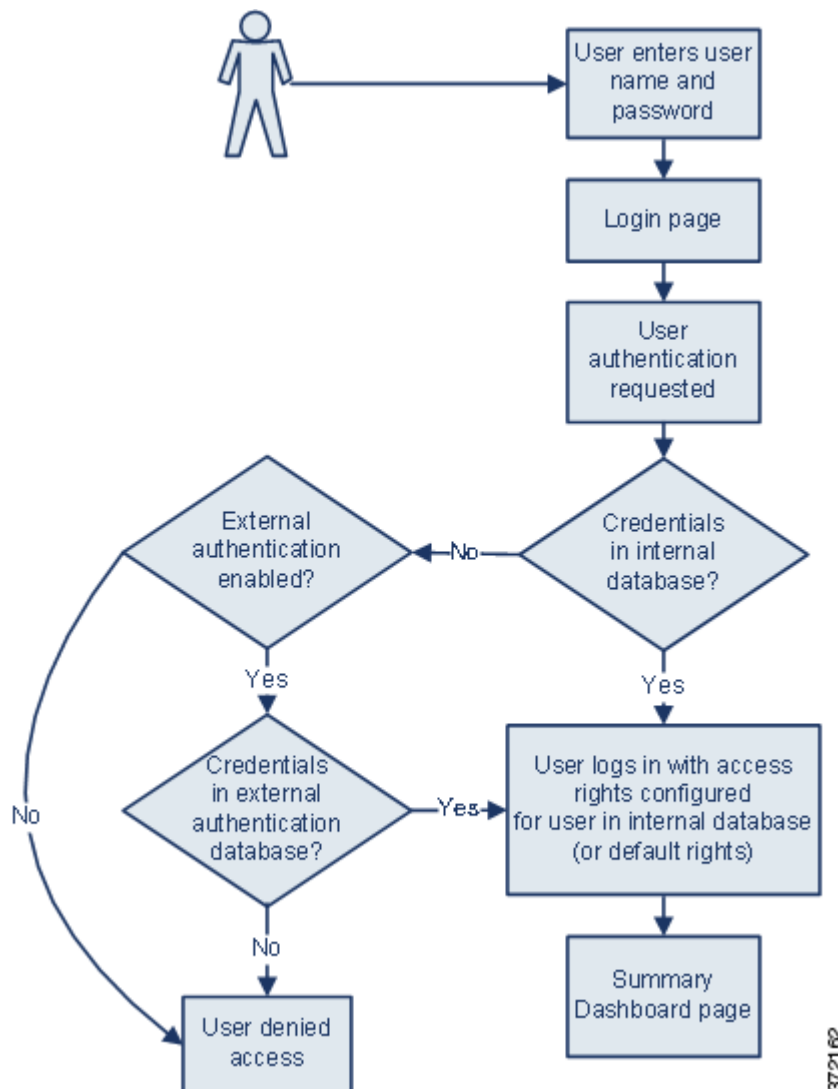 User enters user
name and
password
Login page
User
authentication
requested
External
authentication
enabled?
No
Credentials
in internal
database?
Yes
Yes
Credentials
in external
authentication
database?
Yes
User logs in with access
rights configured
for user in internal database
(or default rights)
No
No
User denied
access
Summary
Dashboard page